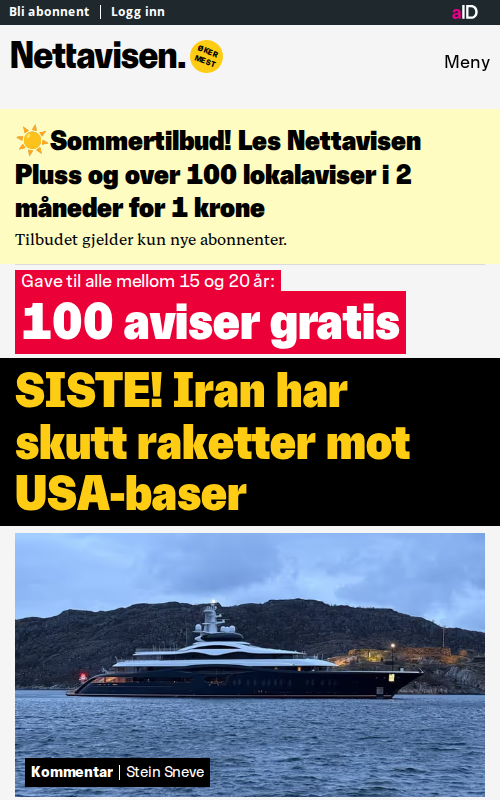 Bli abonnent | Logg inn
aID
Nettavisen.
ØKER
MEST
Meny
Sommertilbud! Les Nettavisen
Pluss og over 100 lokalaviser i 2
måneder for 1 krone
Tilbudet gjelder kun nye abonnenter.
Gave til alle mellom 15 og 20 år:
100 aviser gratis
SISTE! Iran har
skutt raketter mot
USA-baser
Kommentar | Stein Sneve